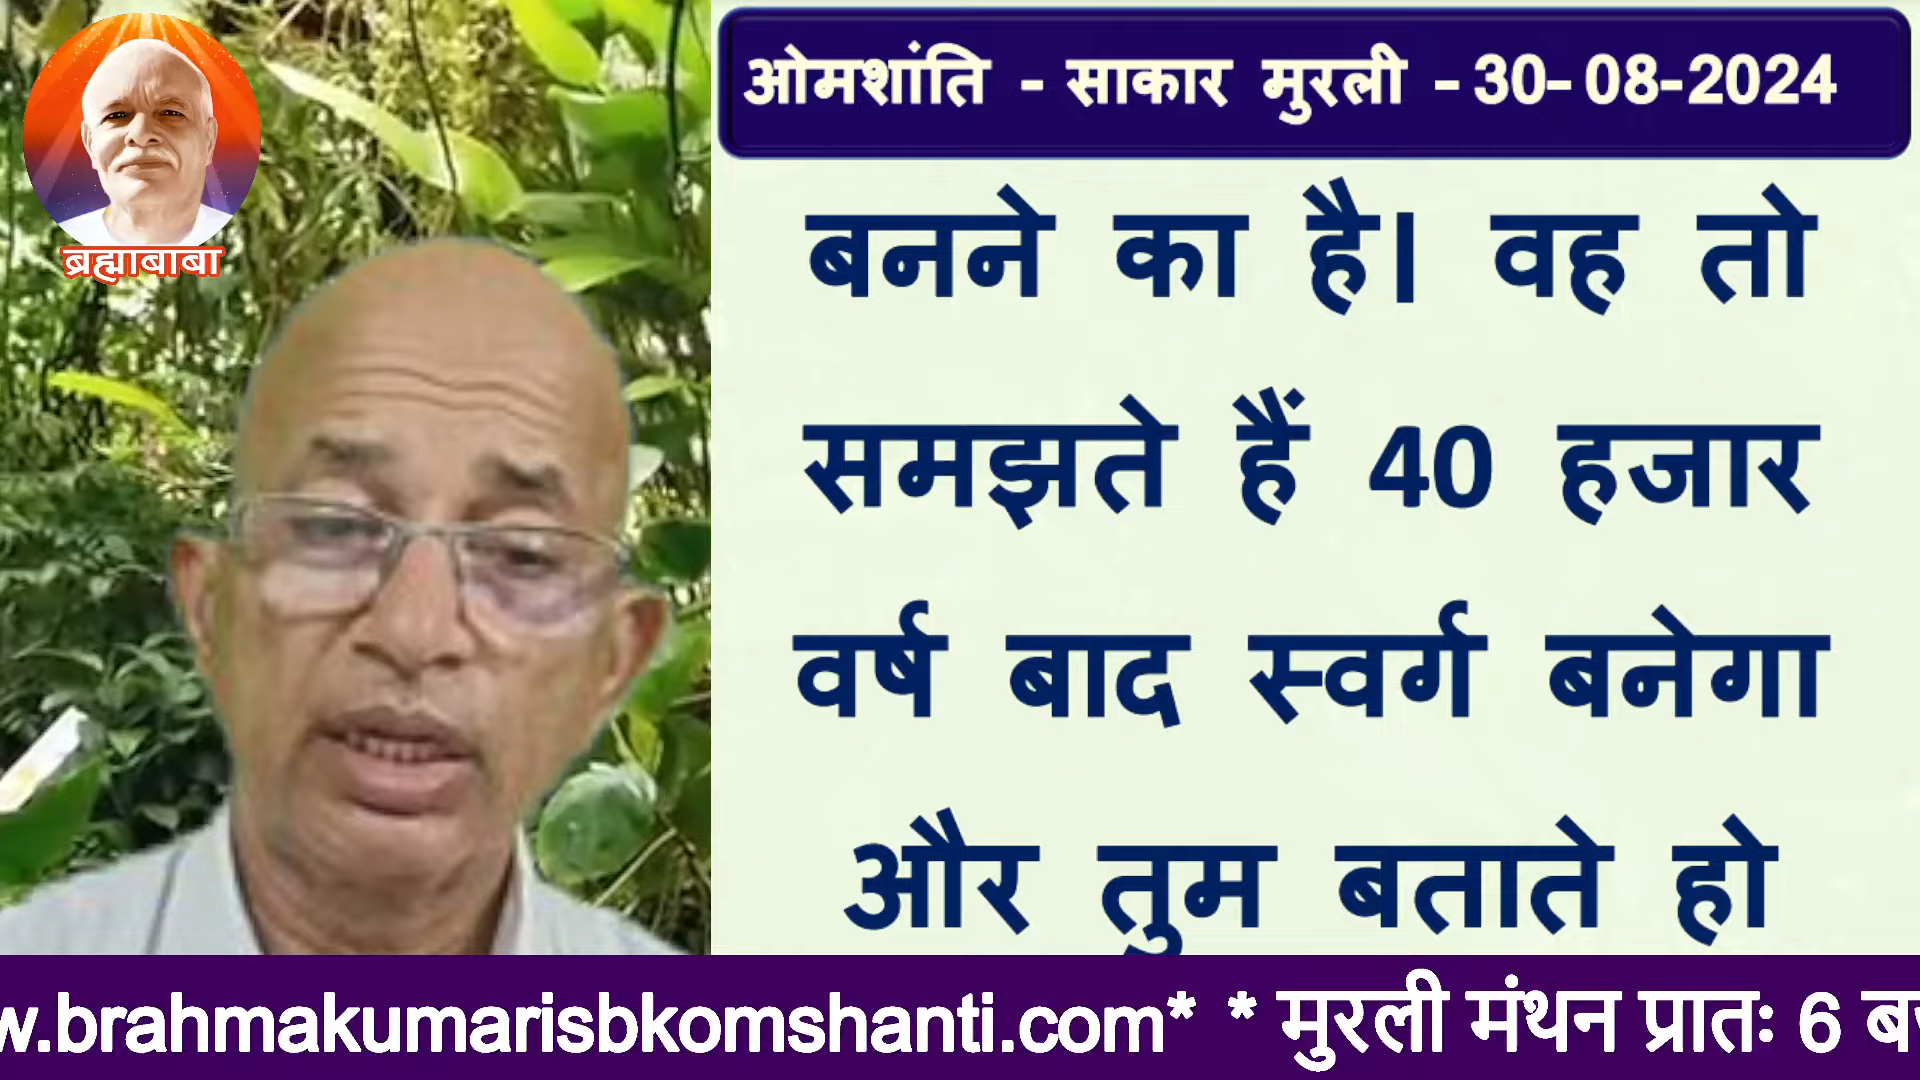 ब्रह्माबाबा
ओमशांति - साकार मुरली - 30- 08-2024
बनने का है। वह तो
समझते हैं 40 हजार
वर्ष बाद स्वर्ग बनेगा
और तुम बताते हो
w.brahmakumarisbkomshanti.com* * मुरली मंथन प्रातः 6